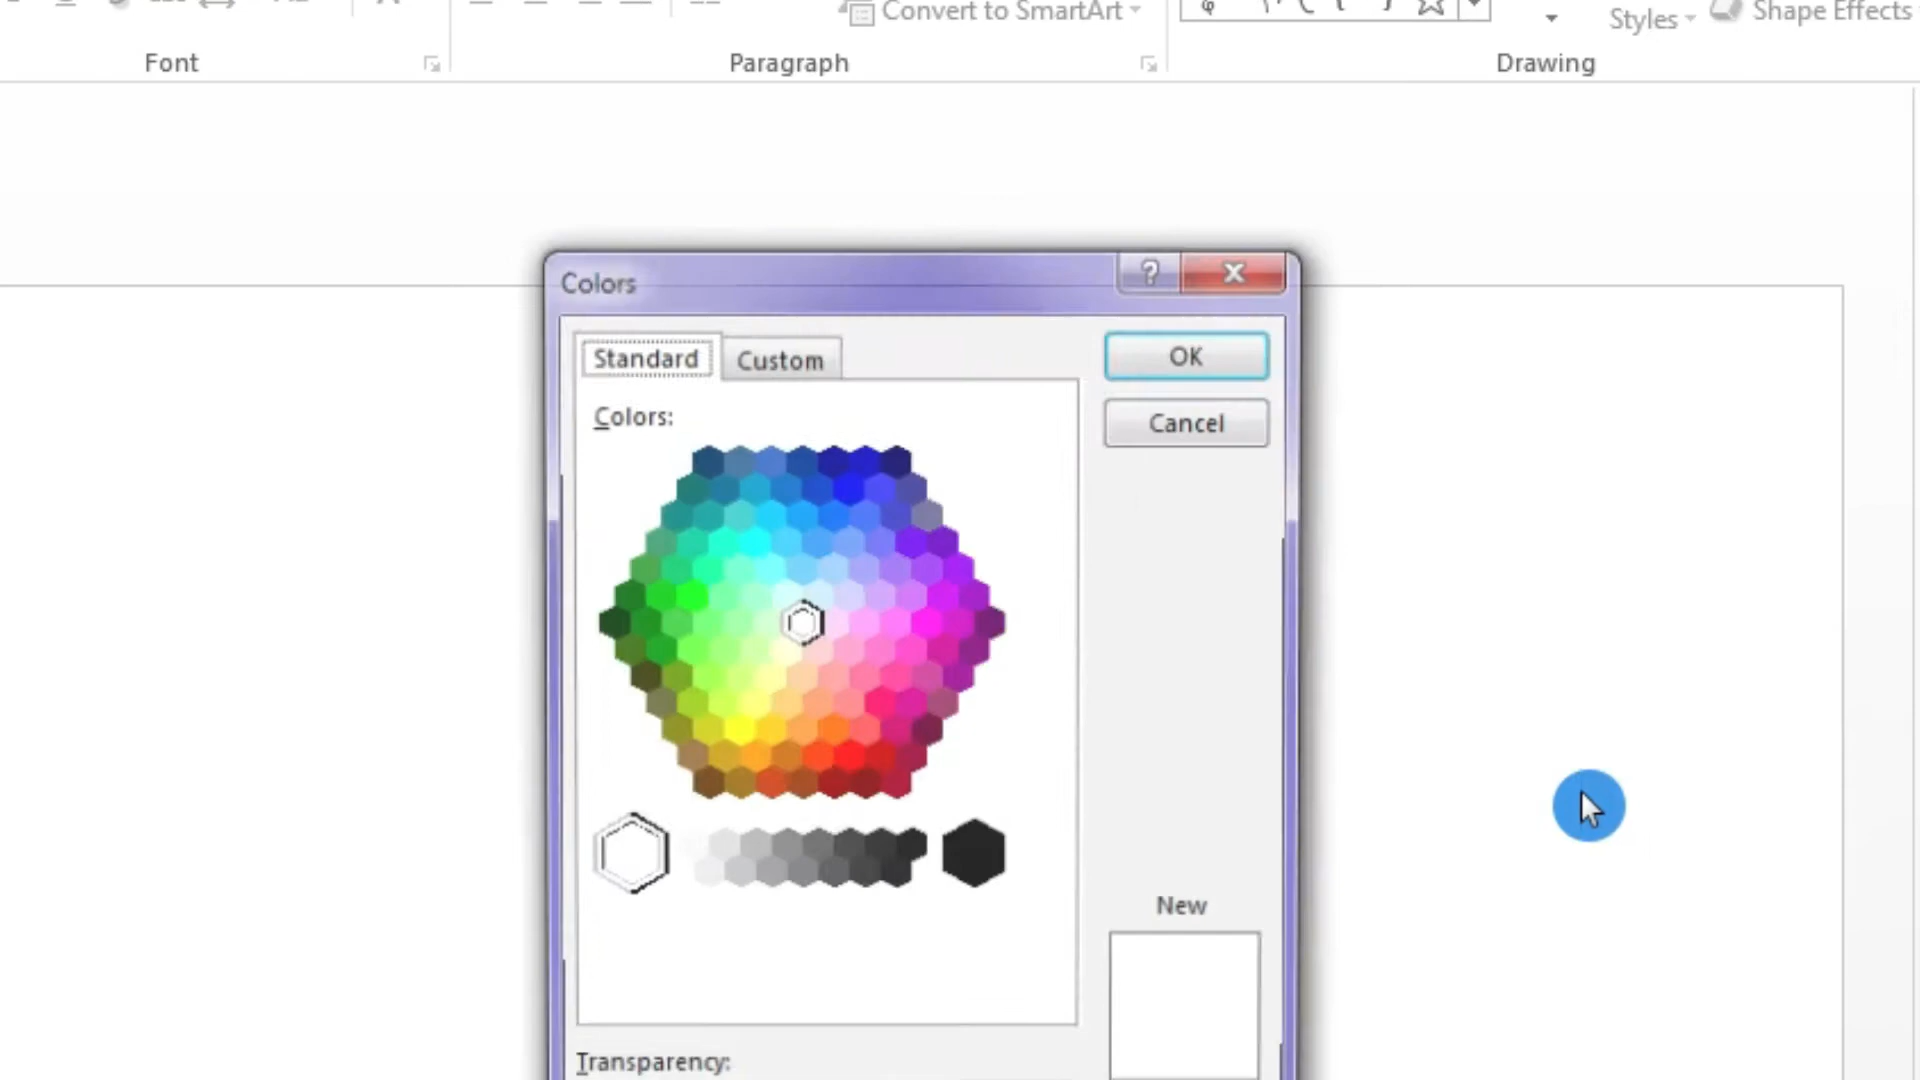 Convert to SmartArt
Styles
Shape Effects
Font
Paragraph
Drawing
Colors
?
Standard
Custom
OK
Cancel
Colors:
New
Transparency: